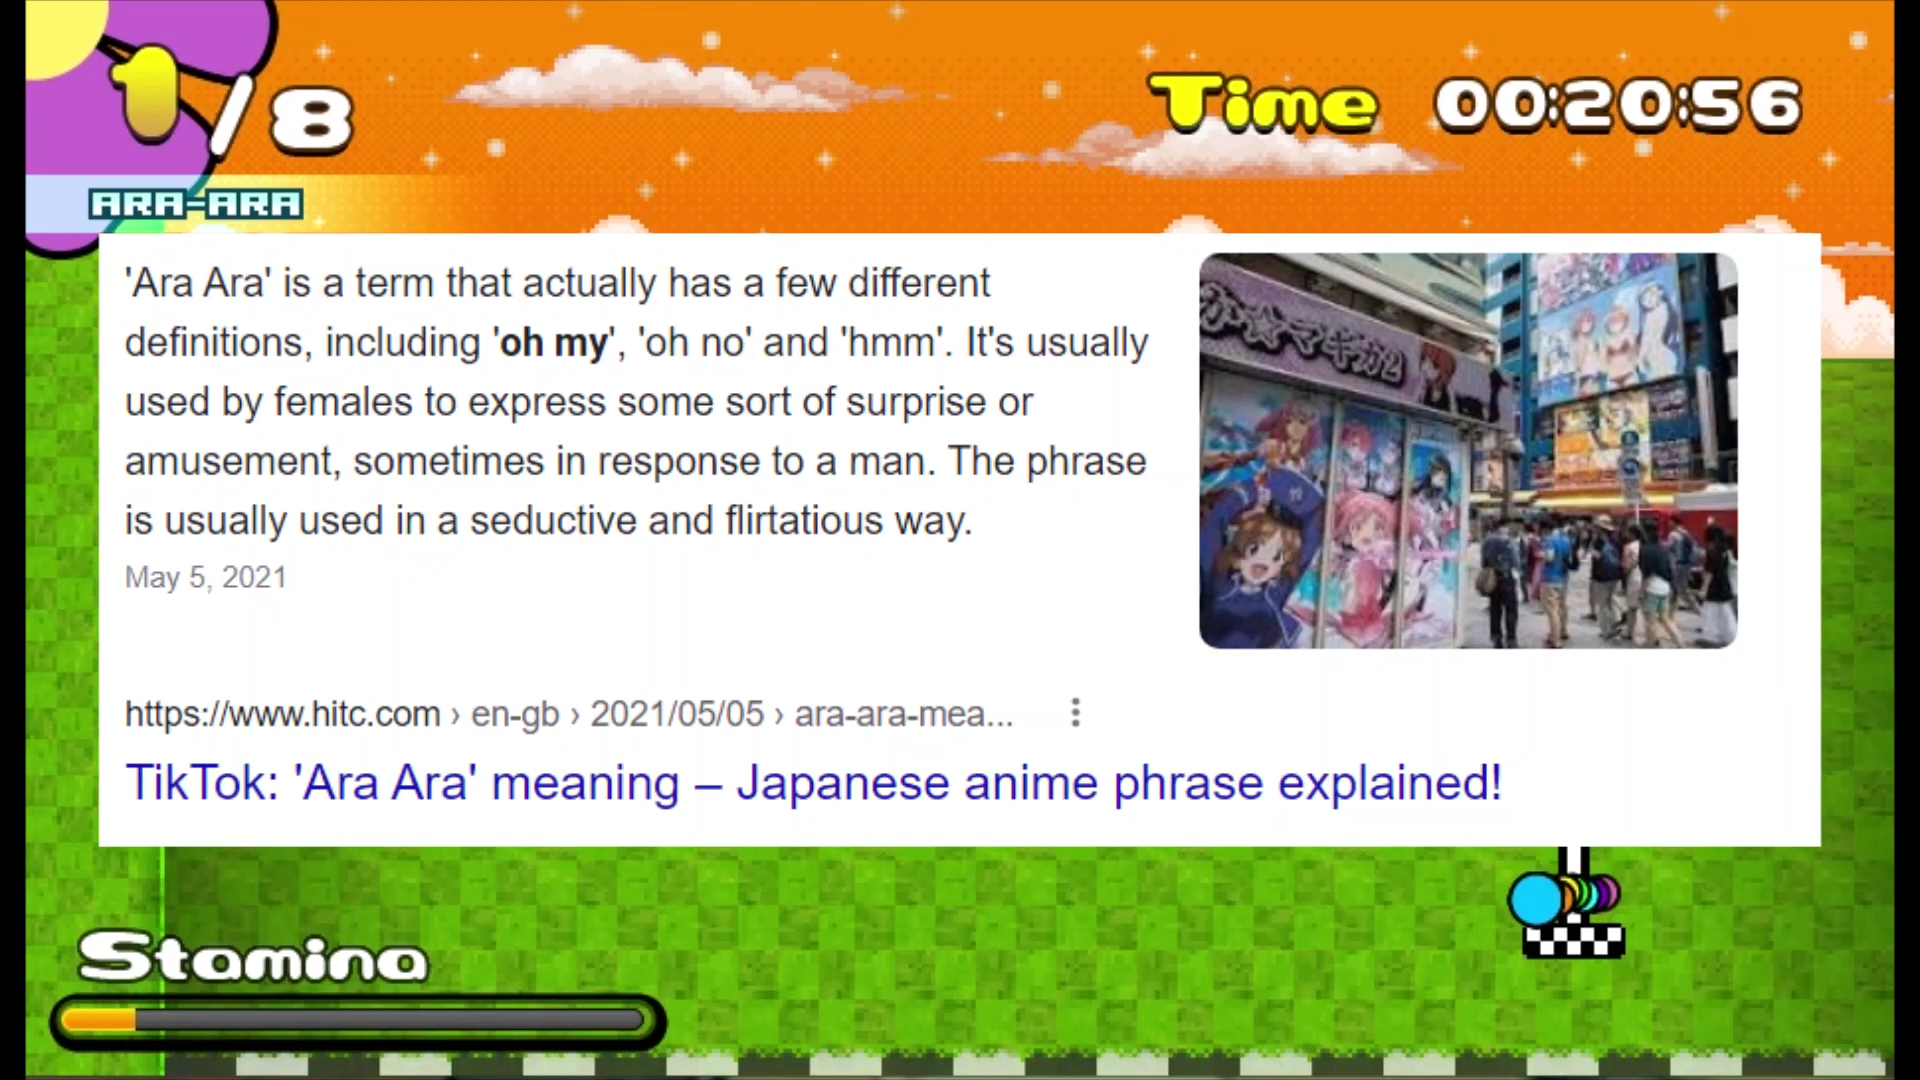 1/8
Time 00:20:56
ARA-ARA
'Ara Ara' is a term that actually has a few different
definitions, including 'oh my', 'oh no' and 'hmm'. It's usually
used by females to express some sort of surprise or
amusement, sometimes in response to a man. The phrase
is usually used in a seductive and flirtatious way.
May 5, 2021
https://www.hitc.com › en-gb › 2021/05/05 › ara-ara-mea...
TikTok: 'Ara Ara' meaning – Japanese anime phrase explained!
Stamina